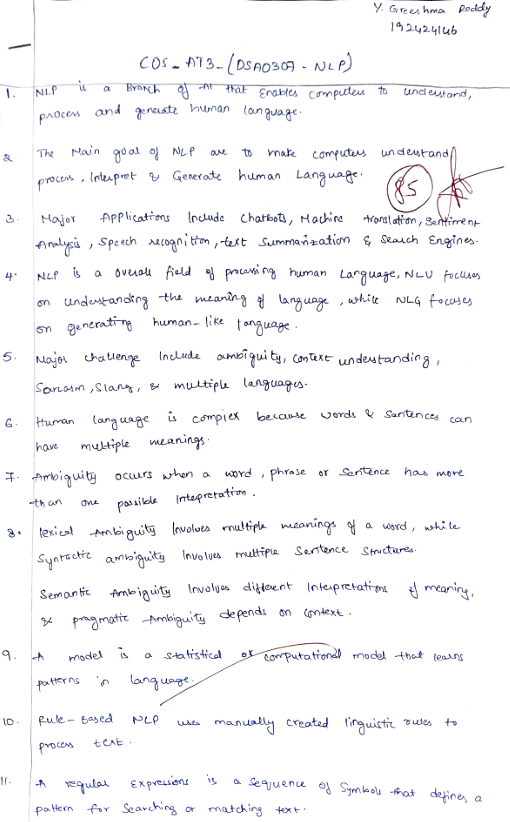 Y. Greeshma Reddy
192424146
COS-AT3-(DSA0307-NLP)
1. NLP is a Branch of AI that Enables computers to understand,
process and generate human language.
2. The Main goal of NLP are to make computers understand,
process, Interpret & Generate human Language.
85
3. Major Applications Include Chatbots, Machine translation, Sentiment
Analysis, Speech recognition, text Summarization & Search Engines.
4. NLP is a overall field of processing human Language, NLU focuses
on understanding the meaning of language, while NLG focuses
on generating human-like language.
5. Major challenge Include ambiguity, context understanding,
Sarcasm, Slang, & multiple languages.
6. Human language is complex because words & Sentences can
have multiple meanings.
7. Ambiguity occurs when a word, phrase or Sentence has more
than one possible Interpretation.
8. lexical Ambiguity Involves multiple meanings of a word, while
Syntactic ambiguity Involves multiple Sentence Structures.
Semantic Ambiguity Involves different Interpretations of meaning,
& pragmatic Ambiguity depends on context.
9. A model is a statistical or computational model that learns
patterns in language.
10. Rule-Based NLP uses manually created linguistic rules to
process text.
11. A regular Expressions is a sequence of Symbols that defines a
pattern for Searching or matching text.